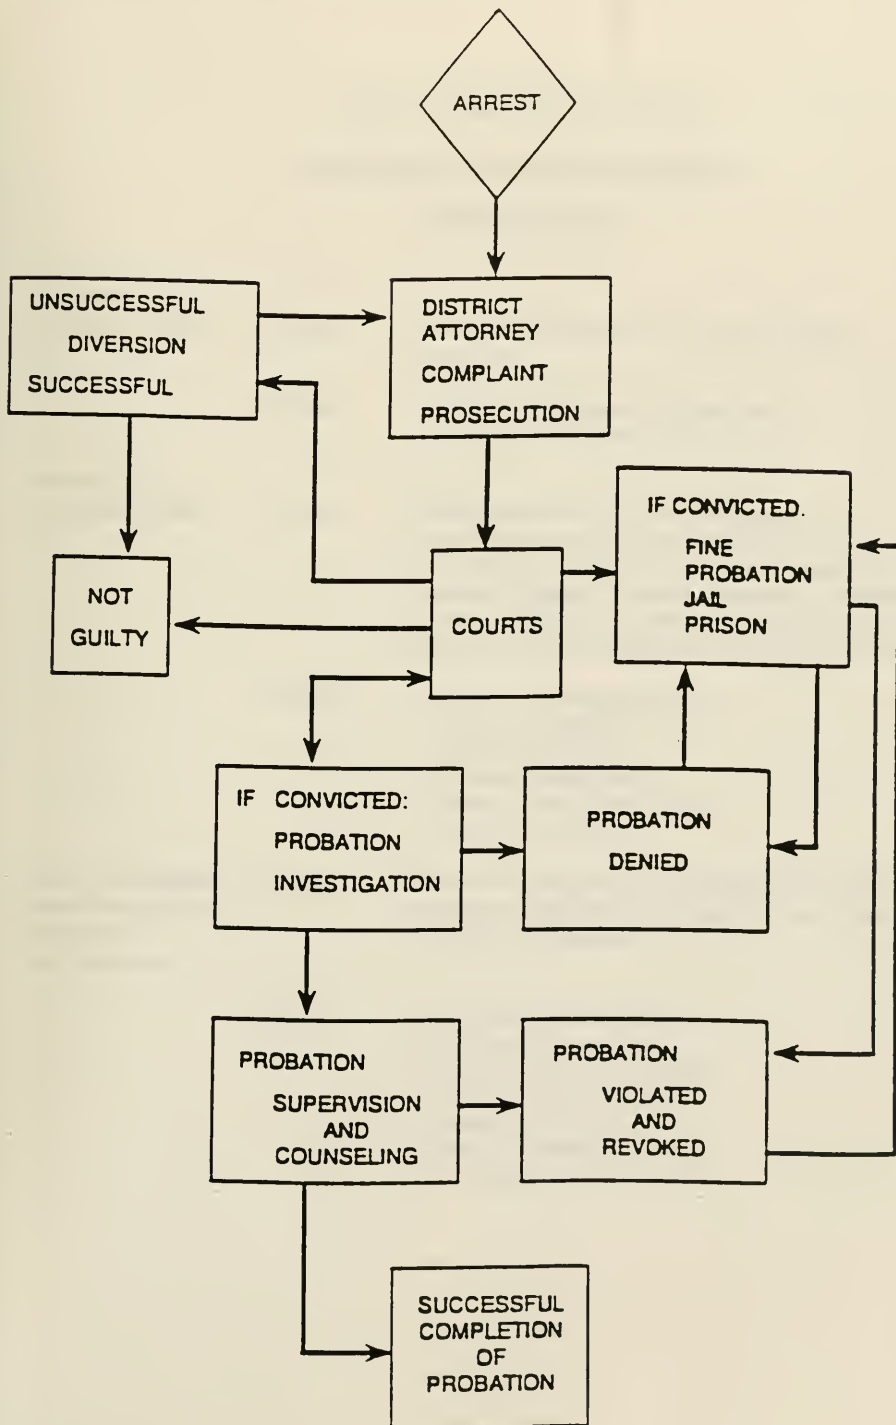 ARREST
UNSUCCESSFUL
DIVERSION
SUCCESSFUL
DISTRICT
ATTORNEY
COMPLAINT
PROSECUTION
IF CONVICTED.
FINE
PROBATION
JAIL
PRISON
NOT
GUILTY
COURTS
IF CONVICTED:
PROBATION
INVESTIGATION
PROBATION
DENIED
PROBATION
SUPERVISION
AND
COUNSELING
PROBATION
VIOLATED
AND
REVOKED
SUCCESSFUL
COMPLETION
OF
PROBATION